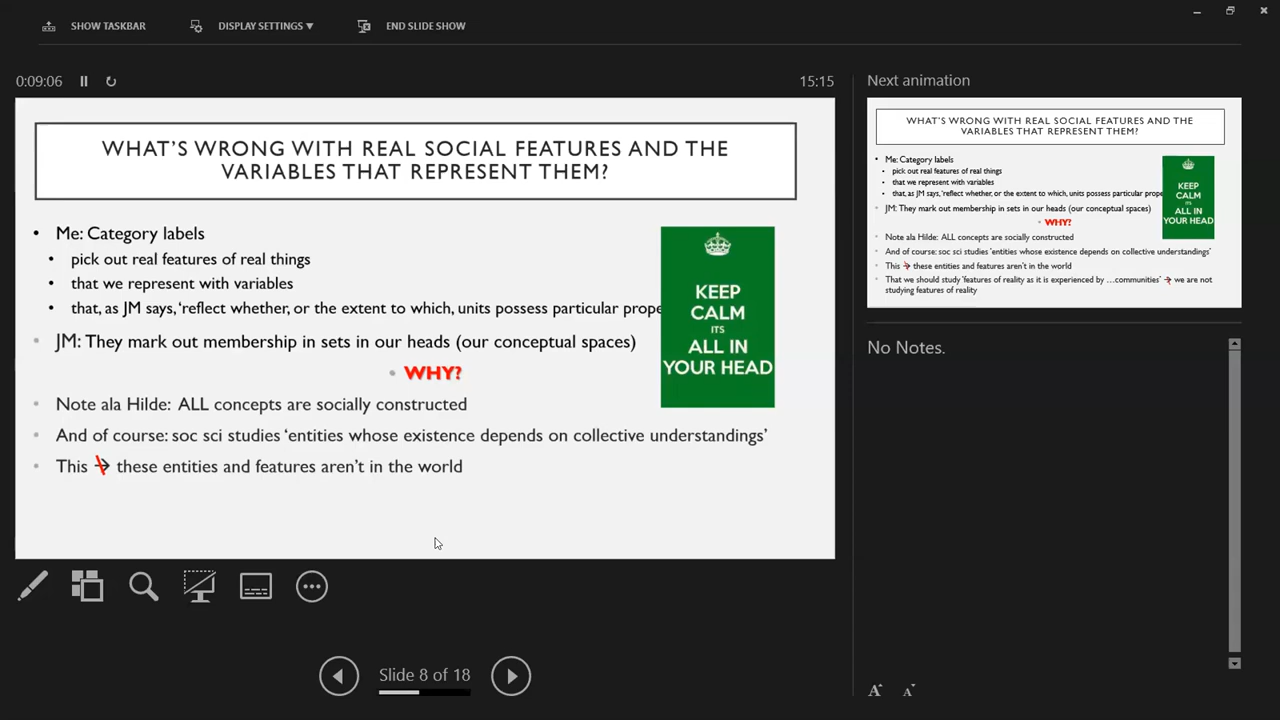 SHOW TASKBAR
DISPLAY SETTINGS ▼
END SLIDE SHOW
0:09:06
15:15
WHAT'S WRONG WITH REAL SOCIAL FEATURES AND THE
VARIABLES THAT REPRESENT THEM?
• Me: Category labels
• pick out real features of real things
• that we represent with variables
• that, as JM says, 'reflect whether, or the extent to which, units possess particular prope
• JM: They mark out membership in sets in our heads (our conceptual spaces)
• WHY?
• Note ala Hilde: ALL concepts are socially constructed
• And of course: soc sci studies 'entities whose existence depends on collective understandings'
• This → these entities and features aren't in the world
KEEP
CALM
ITS
ALL IN
YOUR HEAD
Slide 8 of 18
Next animation
WHAT'S WRONG WITH REAL SOCIAL FEATURES AND THE
VARIABLES THAT REPRESENT THEM?
• Me: Category labels
• pick out real features of real things
• that we represent with variables
• that, as JM says, 'reflect whether, or the extent to which, units possess particular prope
• JM: They mark out membership in sets in our heads (our conceptual spaces)
• WHY?
• Note ala Hilde: ALL concepts are socially constructed
• And of course: soc sci studies 'entities whose existence depends on collective understandings'
• This → these entities and features aren't in the world
• That we should study 'features of reality as it is experienced by …communities' → we are not
studying features of reality
KEEP
CALM
ITS
ALL IN
YOUR HEAD
No Notes.
A A